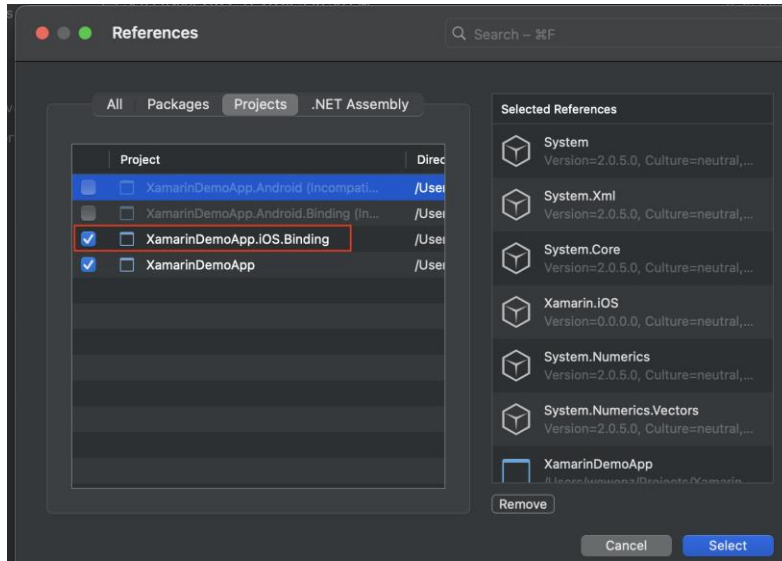 References
Search – ⌘F
All Packages Projects .NET Assembly
Project Direc
XamarinDemoApp.Android (Incompati... /User
XamarinDemoApp.Android.Binding (In... /User
XamarinDemoApp.iOS.Binding /User
XamarinDemoApp /User
Selected References
System
Version=2.0.5.0, Culture=neutral,...
System.Xml
Version=2.0.5.0, Culture=neutral,...
System.Core
Version=2.0.5.0, Culture=neutral,...
Xamarin.iOS
Version=0.0.0.0, Culture=neutral,...
System.Numerics
Version=2.0.5.0, Culture=neutral,...
System.Numerics.Vectors
Version=2.0.5.0, Culture=neutral,...
XamarinDemoApp
Remove
Cancel Select